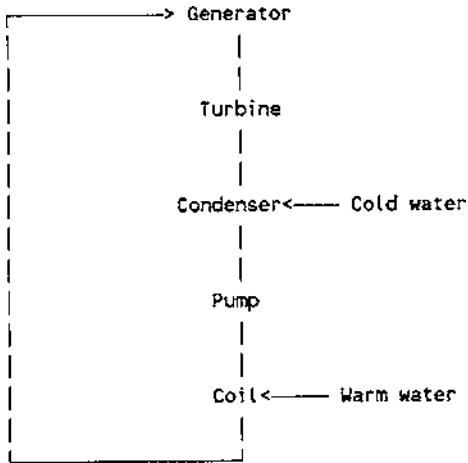 Generator
Turbine
Condenser Cold water
Pump
Coil Warm water